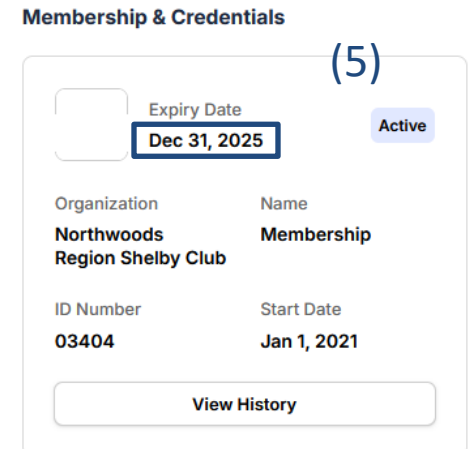 Membership & Credentials
(5)
Expiry Date
Dec 31, 2025
Active
Organization
Name
Northwoods
Region Shelby Club
Membership
ID Number
Start Date
03404
Jan 1, 2021
View History